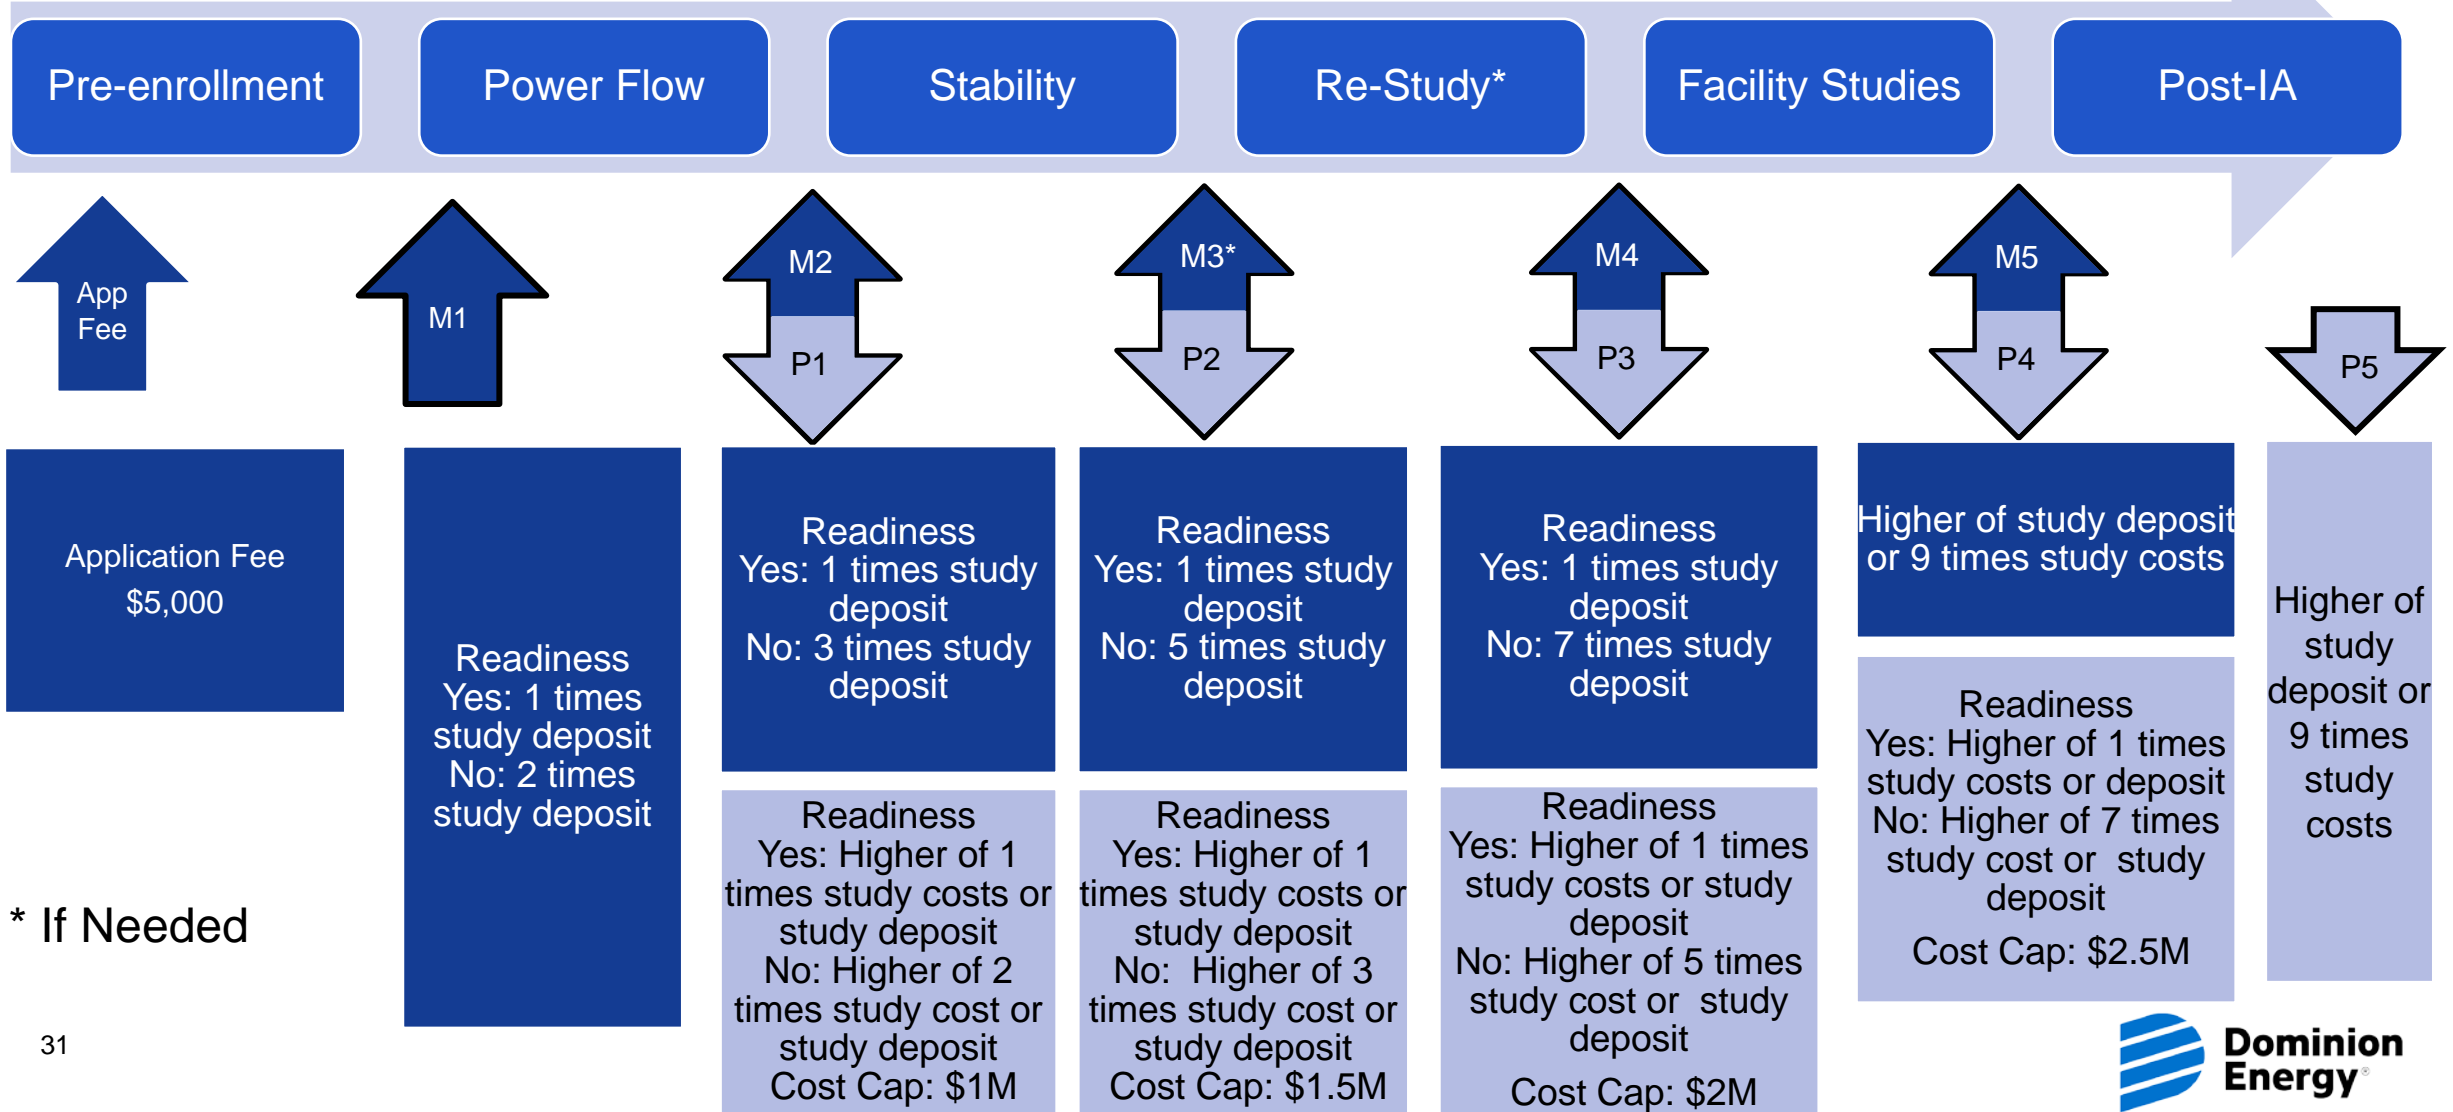 Pre-enrollment
Power Flow
Stability
Re-Study*
Facility Studies
Post-IA
App
Fee
M1
M2
P1
M3*
P2
M4
P3
M5
P4
P5
Application Fee
$5,000
Readiness
Yes: 1 times
study deposit
No: 2 times
study deposit
Readiness
Yes: 1 times study
deposit
No: 3 times study
deposit
Readiness
Yes: Higher of 1
times study costs or
study deposit
No: Higher of 2
times study cost or
study deposit
Cost Cap: $1M
Readiness
Yes: 1 times study
deposit
No: 5 times study
deposit
Readiness
Yes: Higher of 1
times study costs or
study deposit
No:  Higher of 3
times study cost or
study deposit
Cost Cap: $1.5M
Readiness
Yes: 1 times study
deposit
No: 7 times study
deposit
Readiness
Yes: Higher of 1 times
study costs or study
deposit
No: Higher of 5 times
study cost or  study
deposit
Cost Cap: $2M
Higher of study deposit
or 9 times study costs
Readiness
Yes: Higher of 1 times
study costs or deposit
No: Higher of 7 times
study cost or  study
deposit
Cost Cap: $2.5M
Higher of
study
deposit or
9 times
study
costs
* If Needed
31
Dominion
Energy®